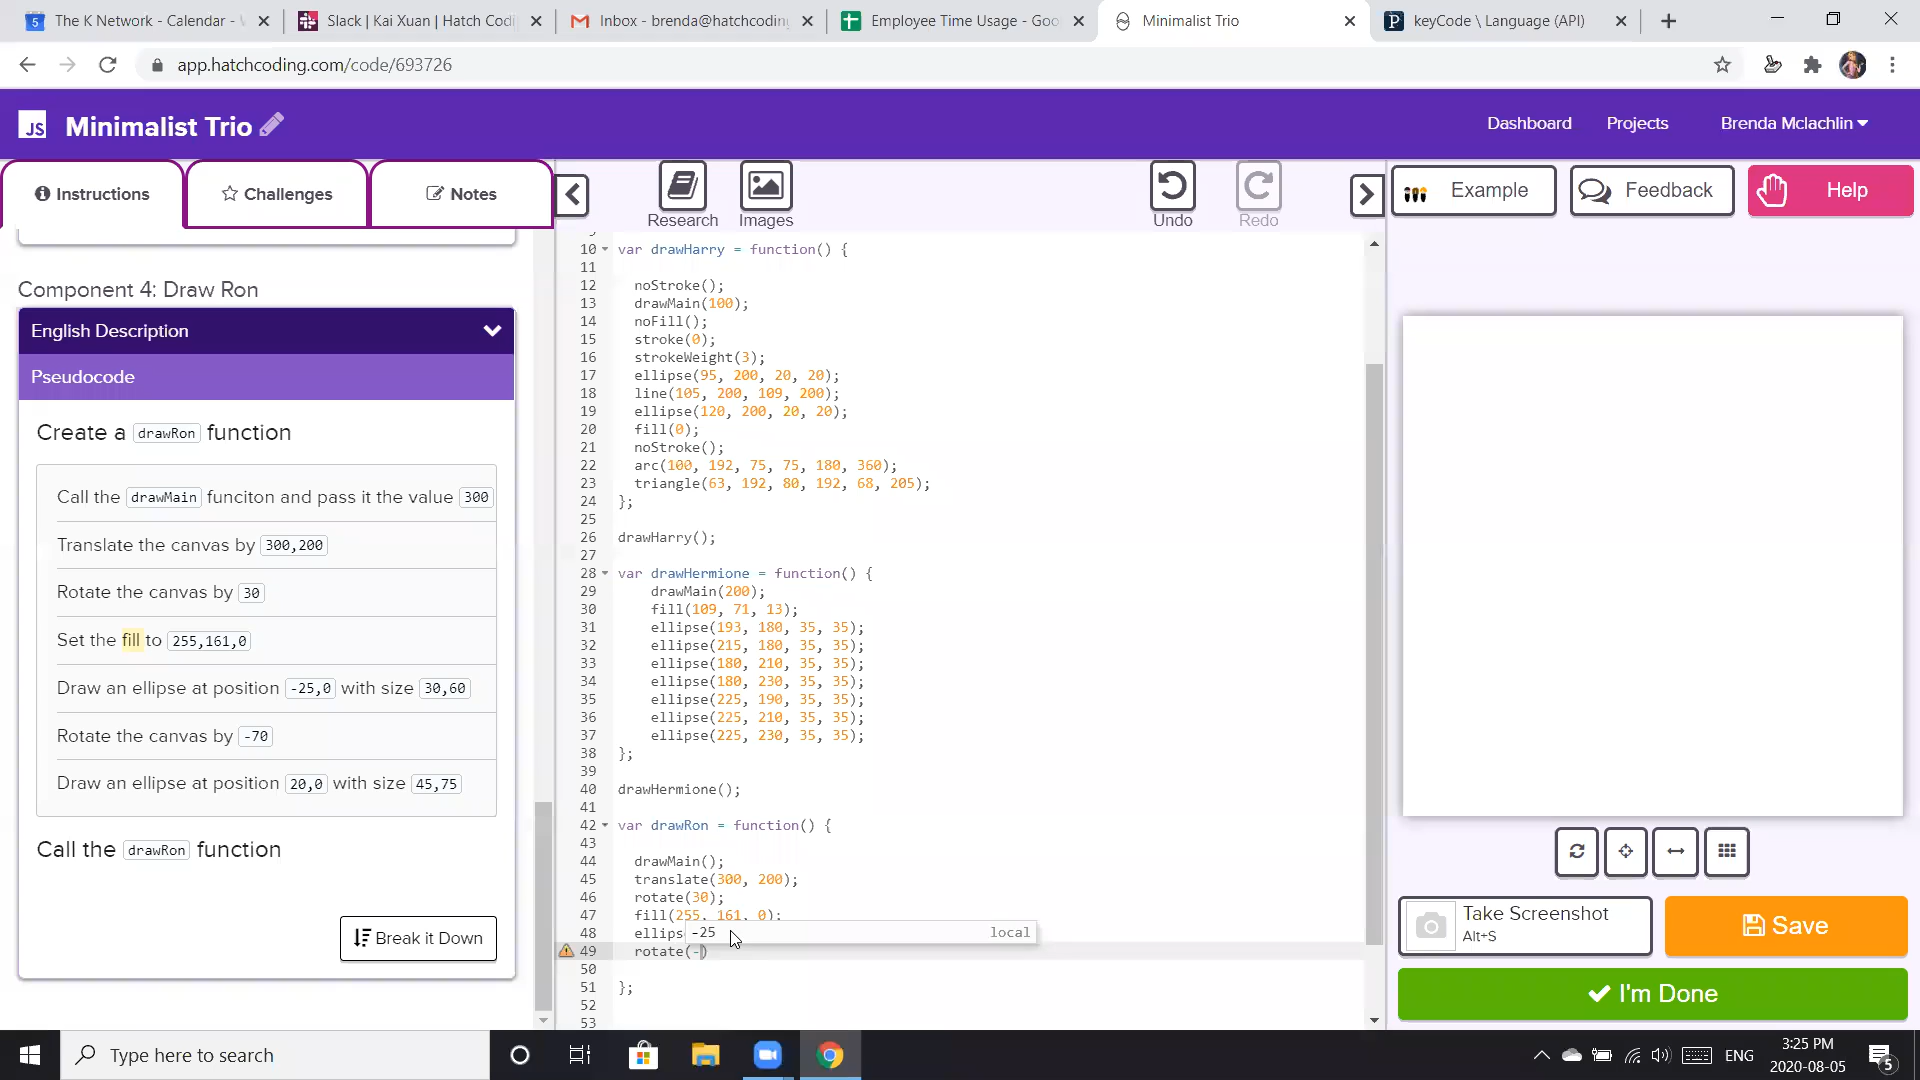 The K Network - Calendar -
Slack | Kai Xuan | Hatch Codi
Inbox - brenda@hatchcoding
Employee Time Usage - Goo
Minimalist Trio
keyCode \ Language (API)
app.hatchcoding.com/code/693726
JS Minimalist Trio
Dashboard
Projects
Brenda Mclachlin
Instructions
Challenges
Notes
Research
Images
Undo
Redo
Example
Feedback
Help
Component 4: Draw Ron
English Description
Pseudocode
Create a drawRon function
Call the drawMain funciton and pass it the value 300
Translate the canvas by 300,200
Rotate the canvas by 30
Set the fill to 255,161,0
Draw an ellipse at position -25,0 with size 30,60
Rotate the canvas by -70
Draw an ellipse at position 20,0 with size 45,75
Call the drawRon function
Break it Down
10 var drawHarry = function() {
11
12 noStroke();
13 drawMain(100);
14 noFill();
15 stroke(0);
16 strokeWeight(3);
17 ellipse(95, 200, 20, 20);
18 line(105, 200, 109, 200);
19 ellipse(120, 200, 20, 20);
20 fill(0);
21 noStroke();
22 arc(100, 192, 75, 75, 180, 360);
23 triangle(63, 192, 80, 192, 68, 205);
24 };
25
26 drawHarry();
27
28 var drawHermione = function() {
29 drawMain(200);
30 fill(109, 71, 13);
31 ellipse(193, 180, 35, 35);
32 ellipse(215, 180, 35, 35);
33 ellipse(180, 210, 35, 35);
34 ellipse(180, 230, 35, 35);
35 ellipse(225, 190, 35, 35);
36 ellipse(225, 210, 35, 35);
37 ellipse(225, 230, 35, 35);
38 };
39
40 drawHermione();
41
42 var drawRon = function() {
43
44 drawMain();
45 translate(300, 200);
46 rotate(30);
47 fill(255, 161, 0);
48 ellips
-25 local
49 rotate(-)
50
51 };
52
53
Take Screenshot
Alt+S
Save
I'm Done
Type here to search
ENG
3:25 PM
2020-08-05
5